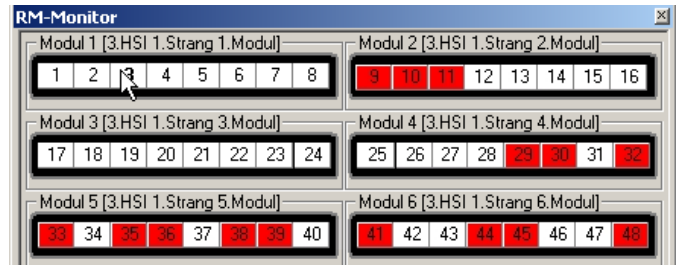 RM-Monitor
Modul 1 [3.HSI 1.Strang 1.Modul]
1 2 3 4 5 6 7 8
Modul 2 [3.HSI 1.Strang 2.Modul]
9 10 11 12 13 14 15 16
Modul 3 [3.HSI 1.Strang 3.Modul]
17 18 19 20 21 22 23 24
Modul 4 [3.HSI 1.Strang 4.Modul]
25 26 27 28 29 30 31 32
Modul 5 [3.HSI 1.Strang 5.Modul]
33 34 35 36 37 38 39 40
Modul 6 [3.HSI 1.Strang 6.Modul]
41 42 43 44 45 46 47 48